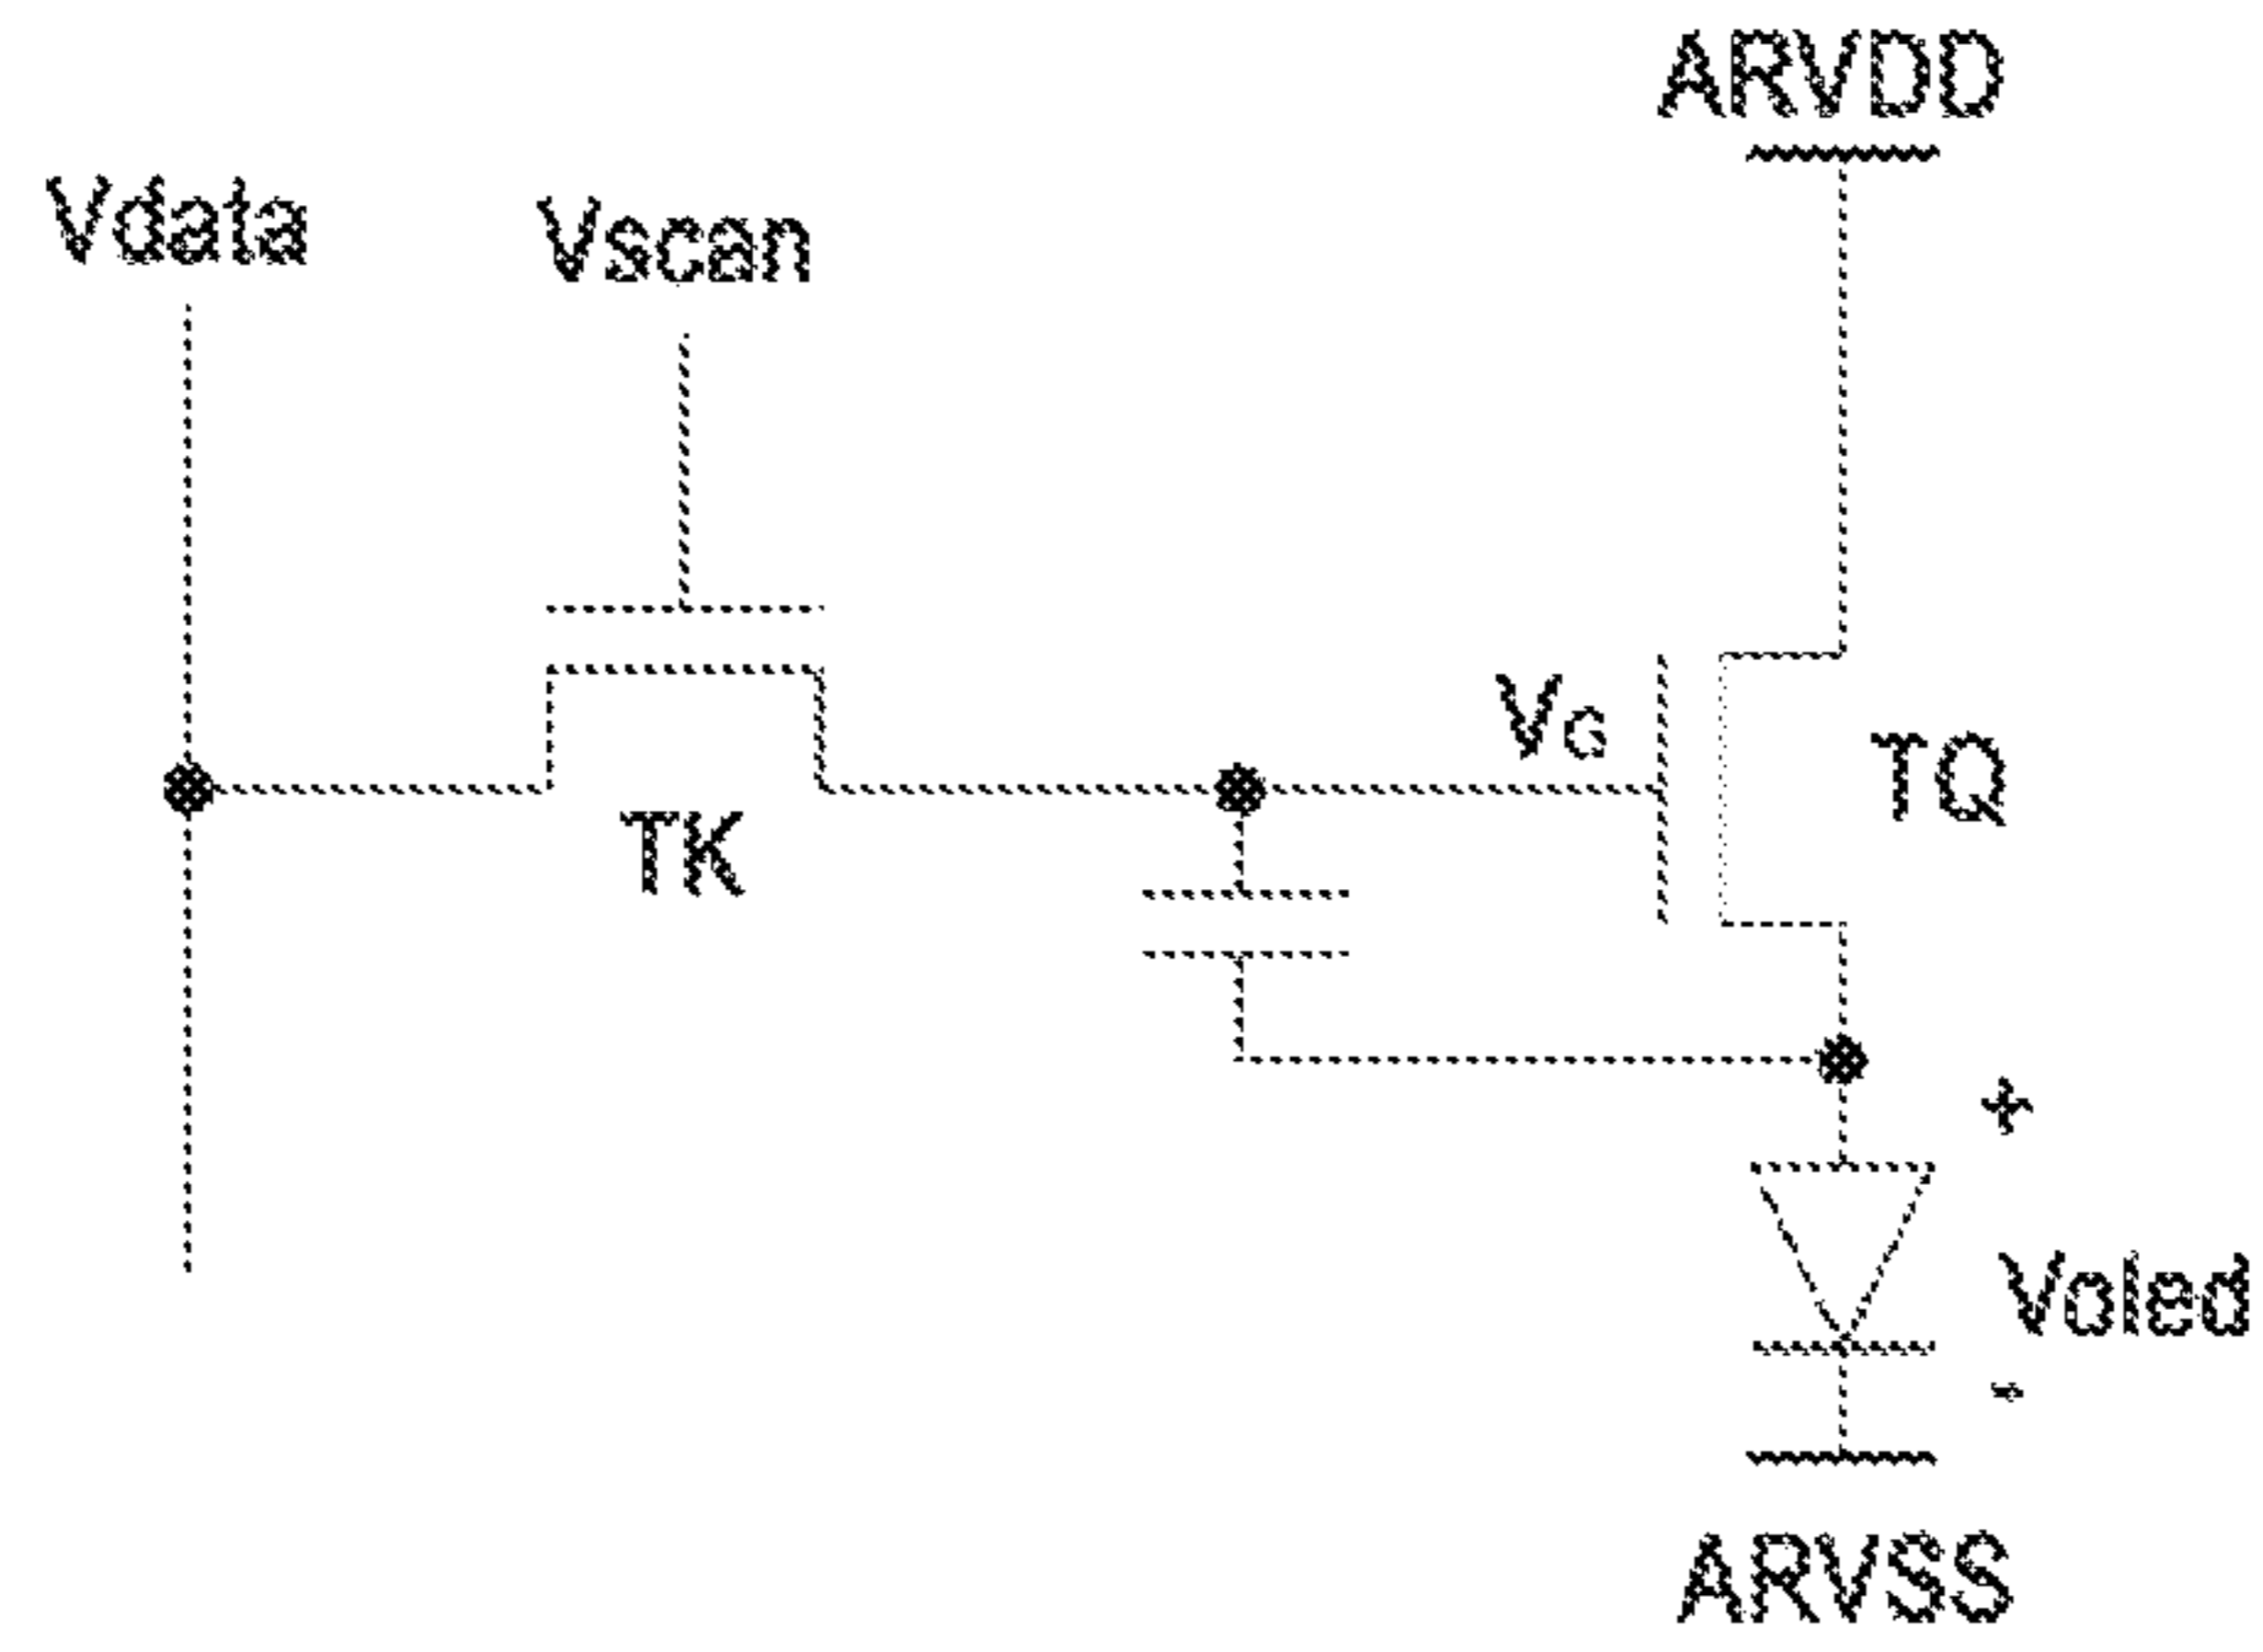 ARVDD
Vdata
Vscan
VG
TQ
TK
+
Voled
-
ARVSS